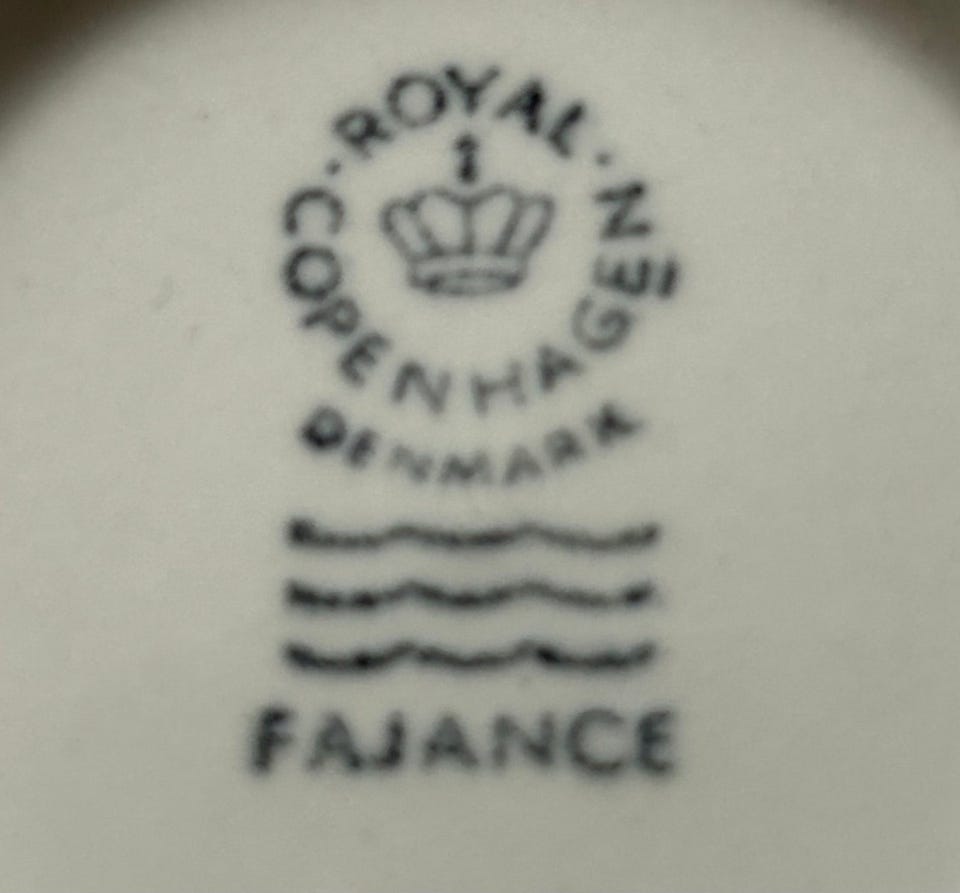 · ROYAL ·
COPENHAGEN
DENMARK
FAJANCE